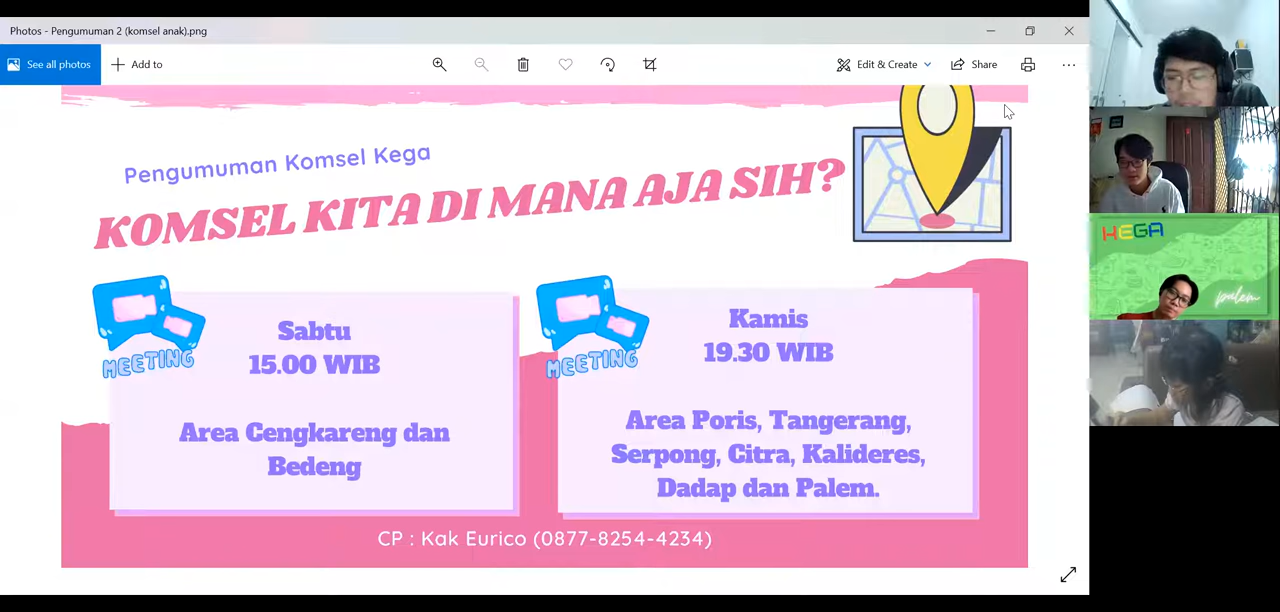 Photos - Pengumuman 2 (komsel anak).png
See all photos
Add to
Edit & Create
Share
Pengumuman Komsel Kega
KOMSEL KITA DI MANA AJA SIH?
MEETING
Sabtu
15.00 WIB
Area Cengkareng dan
Bedeng
MEETING
Kamis
19.30 WIB
Area Poris, Tangerang,
Serpong, Citra, Kalideres,
Dadap dan Palem.
CP : Kak Eurico (0877-8254-4234)
KEGA
palem